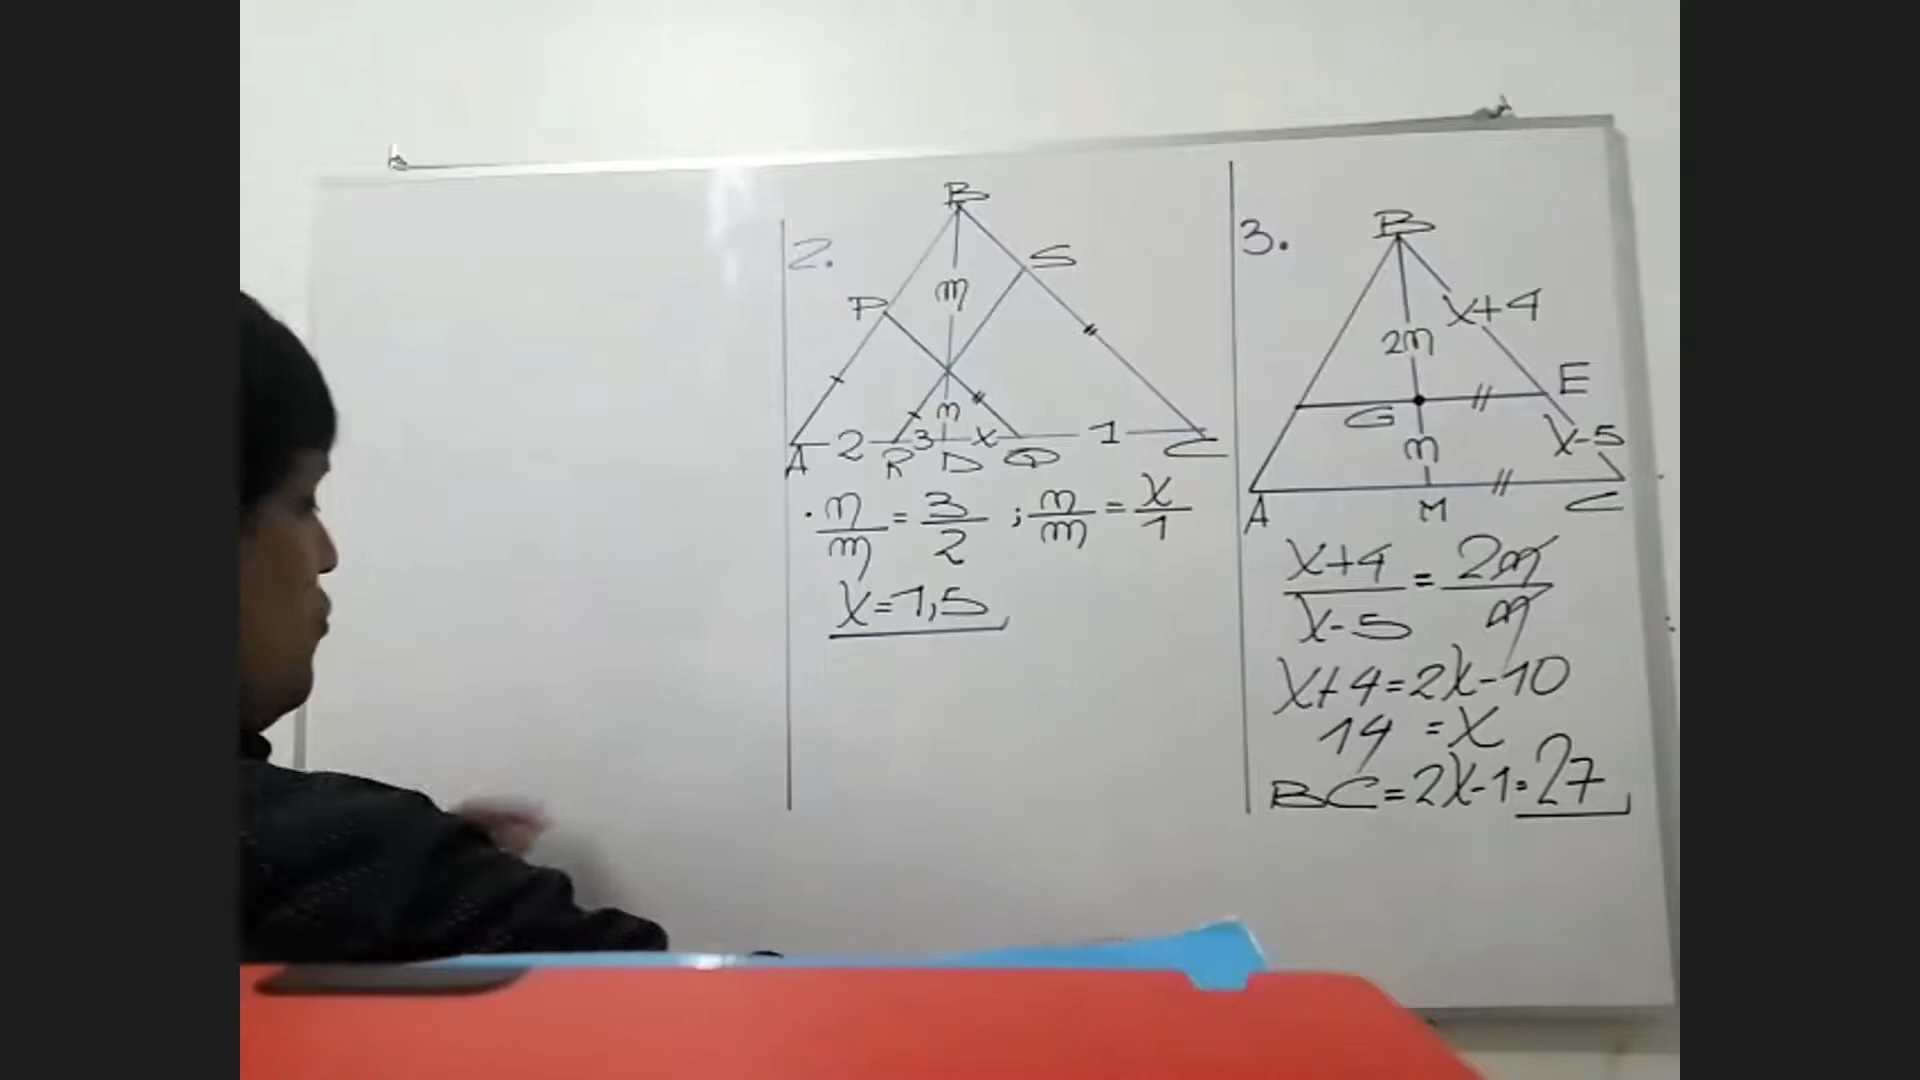 2.
B
S
P
m
n
A 2 R 3 D x Q 1 C
. n/m = 3/2 ; n/m = x/1
x=1,5
3.
B
x+4
2m
E
G
x-5
m
A M C
x+4/x-5 = 2m/m
x+4=2x-10
14 = x
BC=2x-1=27